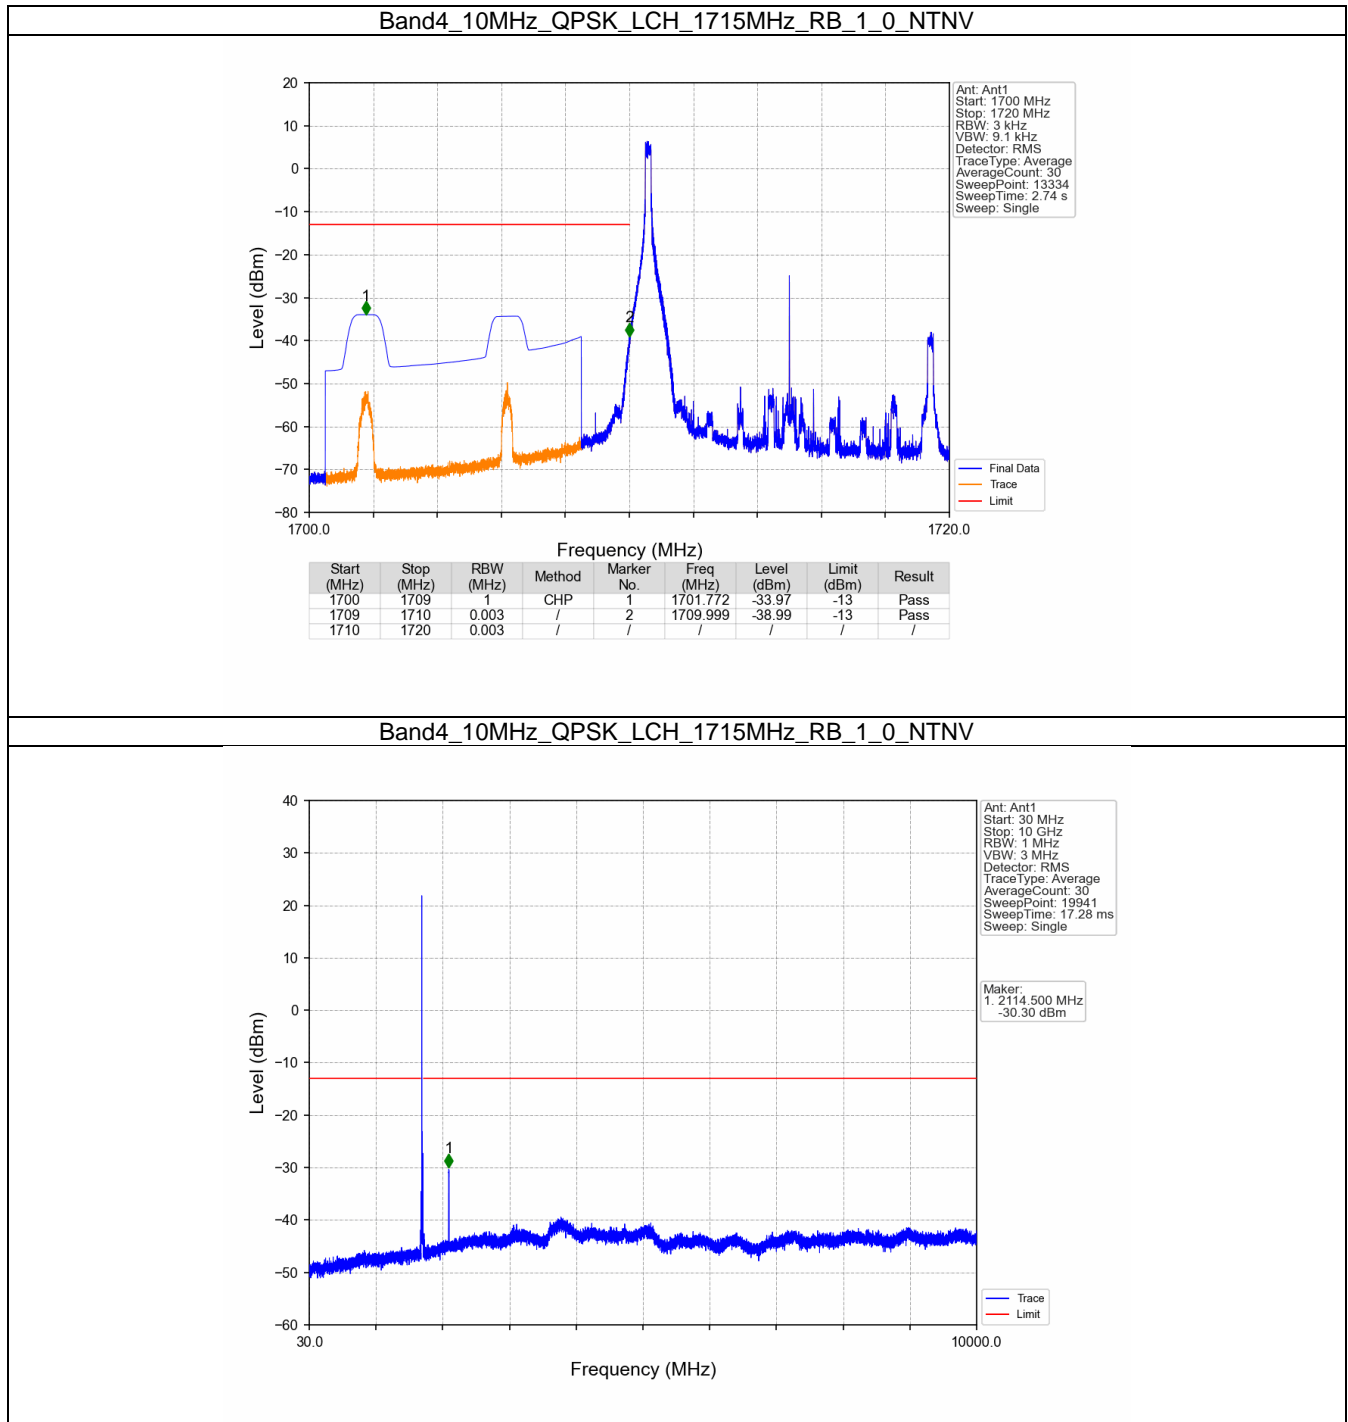 Band4_10MHz_QPSK_LCH_1715MHz_RB_1_0_NTNV
20
10
0
−10
−20
−30
−40
−50
−60
−70
−80
Level (dBm)
1
2
1700.0
1720.0
Frequency (MHz)
Ant: Ant1
Start: 1700 MHz
Stop: 1720 MHz
RBW: 3 kHz
VBW: 9.1 kHz
Detector: RMS
TraceType: Average
AverageCount: 30
SweepPoint: 13334
SweepTime: 2.74 s
Sweep: Single
Final Data
Trace
Limit
Start (MHz) Stop (MHz) RBW (MHz) Method Marker No. Freq (MHz) Level (dBm) Limit (dBm) Result
1700 1709 1 CHP 1 1701.772 -33.97 -13 Pass
1709 1710 0.003 / 2 1709.999 -38.99 -13 Pass
1710 1720 0.003 / / / / / /
Band4_10MHz_QPSK_LCH_1715MHz_RB_1_0_NTNV
40
30
20
10
0
−10
−20
−30
−40
−50
−60
Level (dBm)
1
30.0
10000.0
Frequency (MHz)
Ant: Ant1
Start: 30 MHz
Stop: 10 GHz
RBW: 1 MHz
VBW: 3 MHz
Detector: RMS
TraceType: Average
AverageCount: 30
SweepPoint: 19941
SweepTime: 17.28 ms
Sweep: Single
Maker:
1. 2114.500 MHz
-30.30 dBm
Trace
Limit